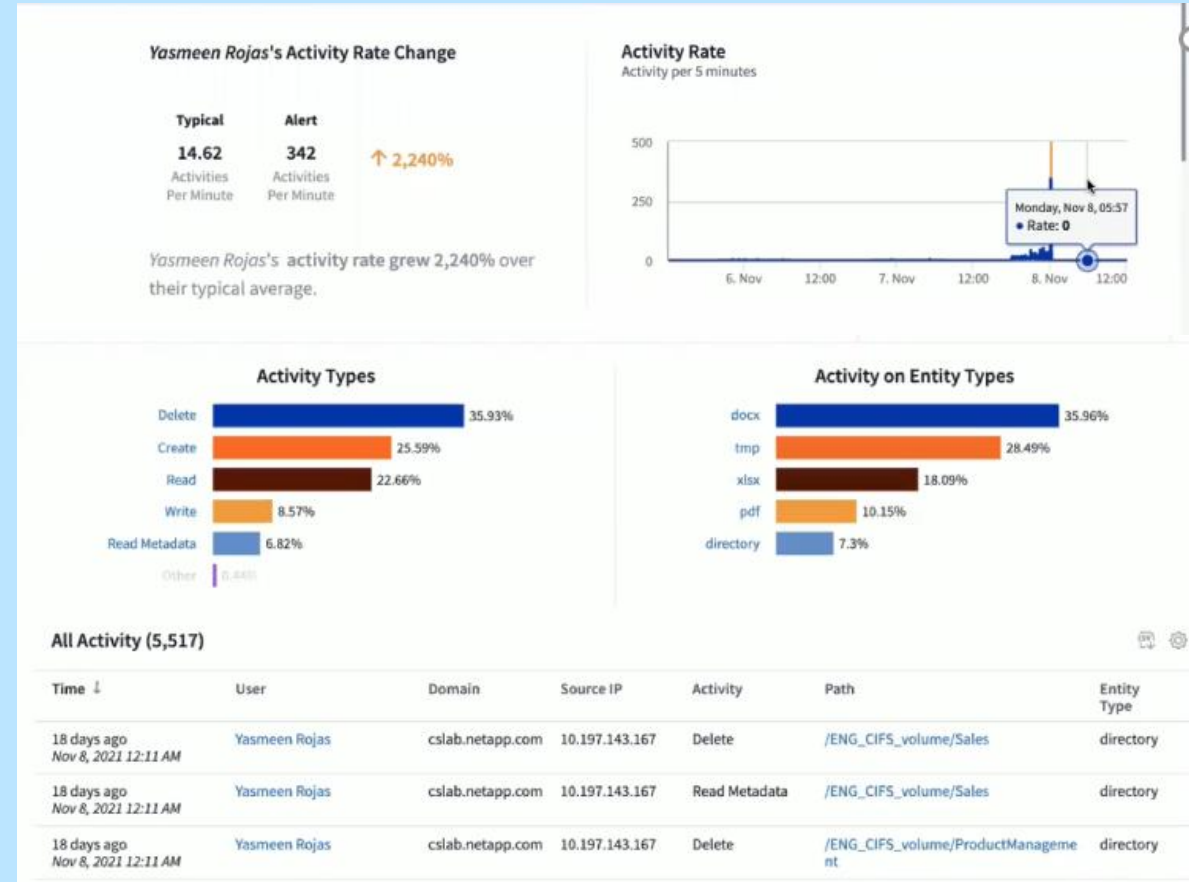 Yasmeen Rojas's Activity Rate Change
Typical Alert
14.62 342 ↑ 2,240%
Activities Activities
Per Minute Per Minute
Yasmeen Rojas's activity rate grew 2,240% over
their typical average.
Activity Rate
Activity per 5 minutes
500
250
0
Monday, Nov 8, 05:57
• Rate: 0
6. Nov 12:00 7. Nov 12:00 8. Nov 12:00
Activity Types
Delete 35.93%
Create 25.59%
Read 22.66%
Write 8.57%
Read Metadata 6.82%
Other 0.44%
Activity on Entity Types
docx 35.96%
tmp 28.49%
xlsx 18.09%
pdf 10.15%
directory 7.3%
All Activity (5,517)
Time ↓ User Domain Source IP Activity Path Entity
Type
18 days ago Yasmeen Rojas cslab.netapp.com 10.197.143.167 Delete /ENG_CIFS_volume/Sales directory
Nov 8, 2021 12:11 AM
18 days ago Yasmeen Rojas cslab.netapp.com 10.197.143.167 Read Metadata /ENG_CIFS_volume/Sales directory
Nov 8, 2021 12:11 AM
18 days ago Yasmeen Rojas cslab.netapp.com 10.197.143.167 Delete /ENG_CIFS_volume/ProductManageme directory
Nov 8, 2021 12:11 AM nt